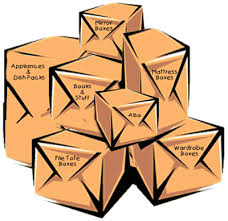 Mirror
Boxes
Appliances
&
Dish Packs
Books
&
Stuff
Mattress
Boxes
Also
File Tote
Boxes
Wardrobe
Boxes